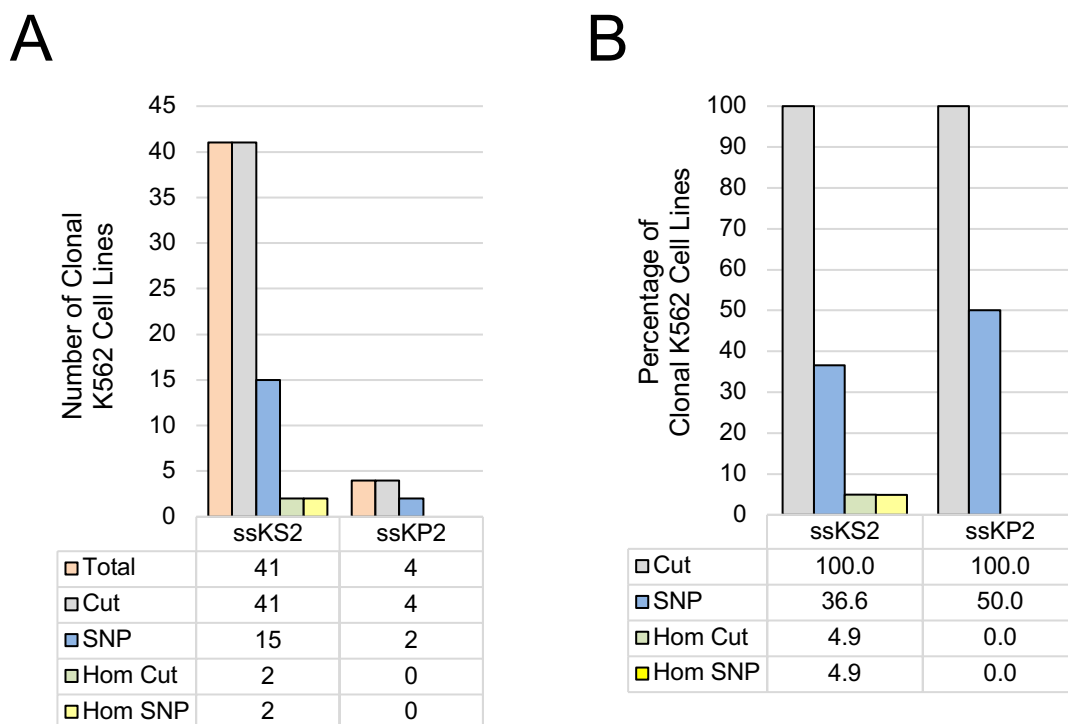 A
Number of Clonal
K562 Cell Lines
45
40
35
30
25
20
15
10
5
0
ssKS2 ssKP2
Total 41 4
Cut 41 4
SNP 15 2
Hom Cut 2 0
Hom SNP 2 0
B
Percentage of
Clonal K562 Cell Lines
100
90
80
70
60
50
40
30
20
10
0
ssKS2 ssKP2
Cut 100.0 100.0
SNP 36.6 50.0
Hom Cut 4.9 0.0
Hom SNP 4.9 0.0